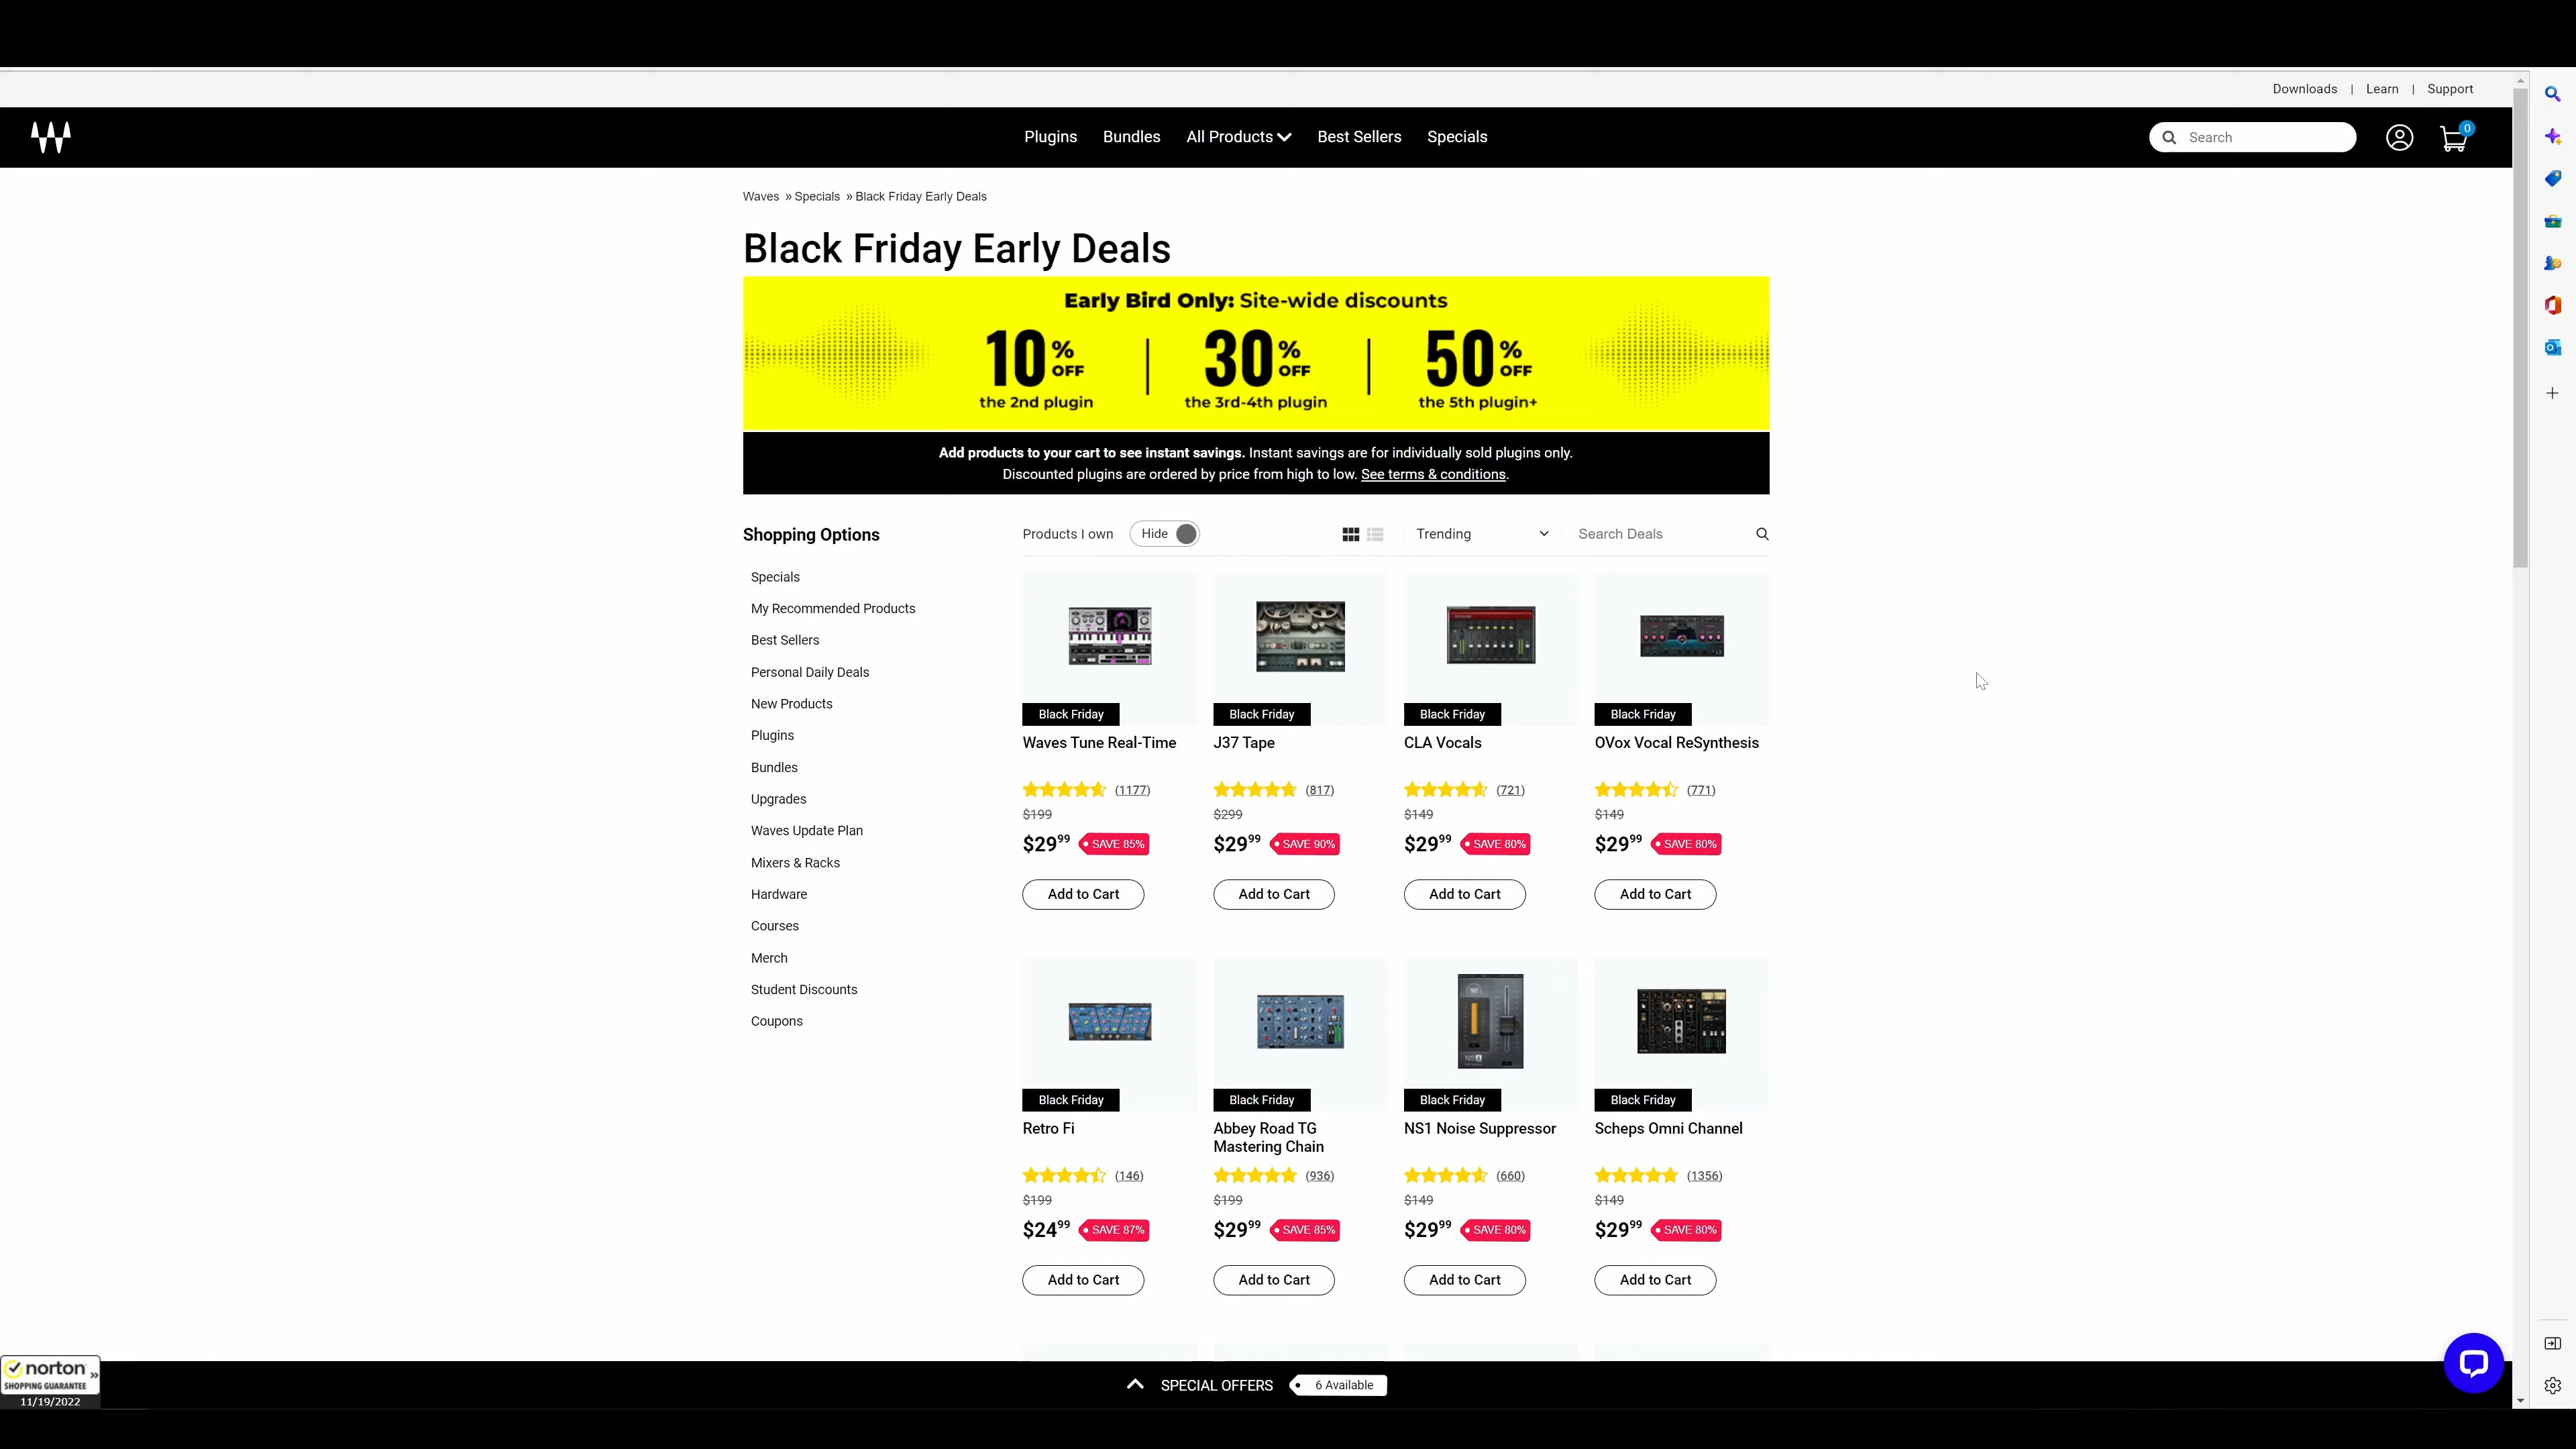 Downloads | Learn | Support
Plugins Bundles All Products Best Sellers Specials
Search
0
Waves » Specials » Black Friday Early Deals
Black Friday Early Deals
Early Bird Only: Site-wide discounts
10% OFF the 2nd plugin
30% OFF the 3rd-4th plugin
50% OFF the 5th plugin+
Add products to your cart to see instant savings. Instant savings are for individually sold plugins only.
Discounted plugins are ordered by price from high to low. See terms & conditions.
Shopping Options
Specials
My Recommended Products
Best Sellers
Personal Daily Deals
New Products
Plugins
Bundles
Upgrades
Waves Update Plan
Mixers & Racks
Hardware
Courses
Merch
Student Discounts
Coupons
Products I own Hide Trending Search Deals
Black Friday Black Friday Black Friday Black Friday
Waves Tune Real-Time J37 Tape CLA Vocals OVox Vocal ReSynthesis
(1177) (817) (721) (771)
$199 $299 $149 $149
$29.99 SAVE 85% $29.99 SAVE 90% $29.99 SAVE 80% $29.99 SAVE 80%
Add to Cart Add to Cart Add to Cart Add to Cart
NS1
Black Friday Black Friday Black Friday Black Friday
Retro Fi Abbey Road TG Mastering Chain NS1 Noise Suppressor Scheps Omni Channel
(146) (936) (660) (1356)
$199 $199 $149 $149
$24.99 SAVE 87% $29.99 SAVE 85% $29.99 SAVE 80% $29.99 SAVE 80%
Add to Cart Add to Cart Add to Cart Add to Cart
norton »
SHOPPING GUARANTEE
11/19/2022
SPECIAL OFFERS 6 Available